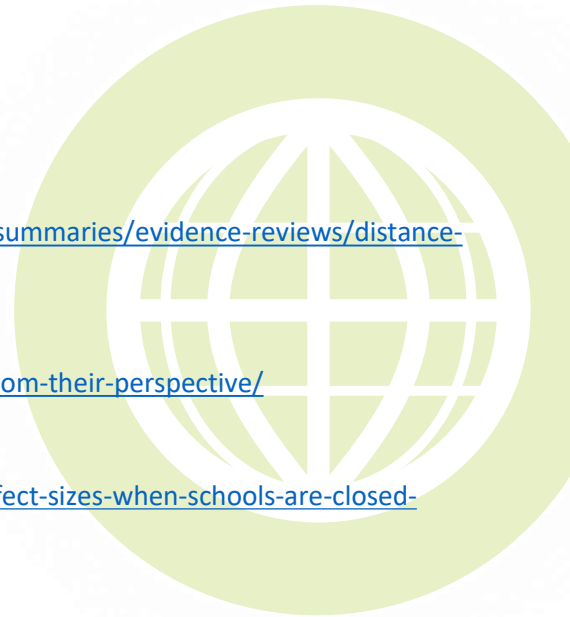 summaries/evidence-reviews/distance-
om-their-perspective/
fect-sizes-when-schools-are-closed-